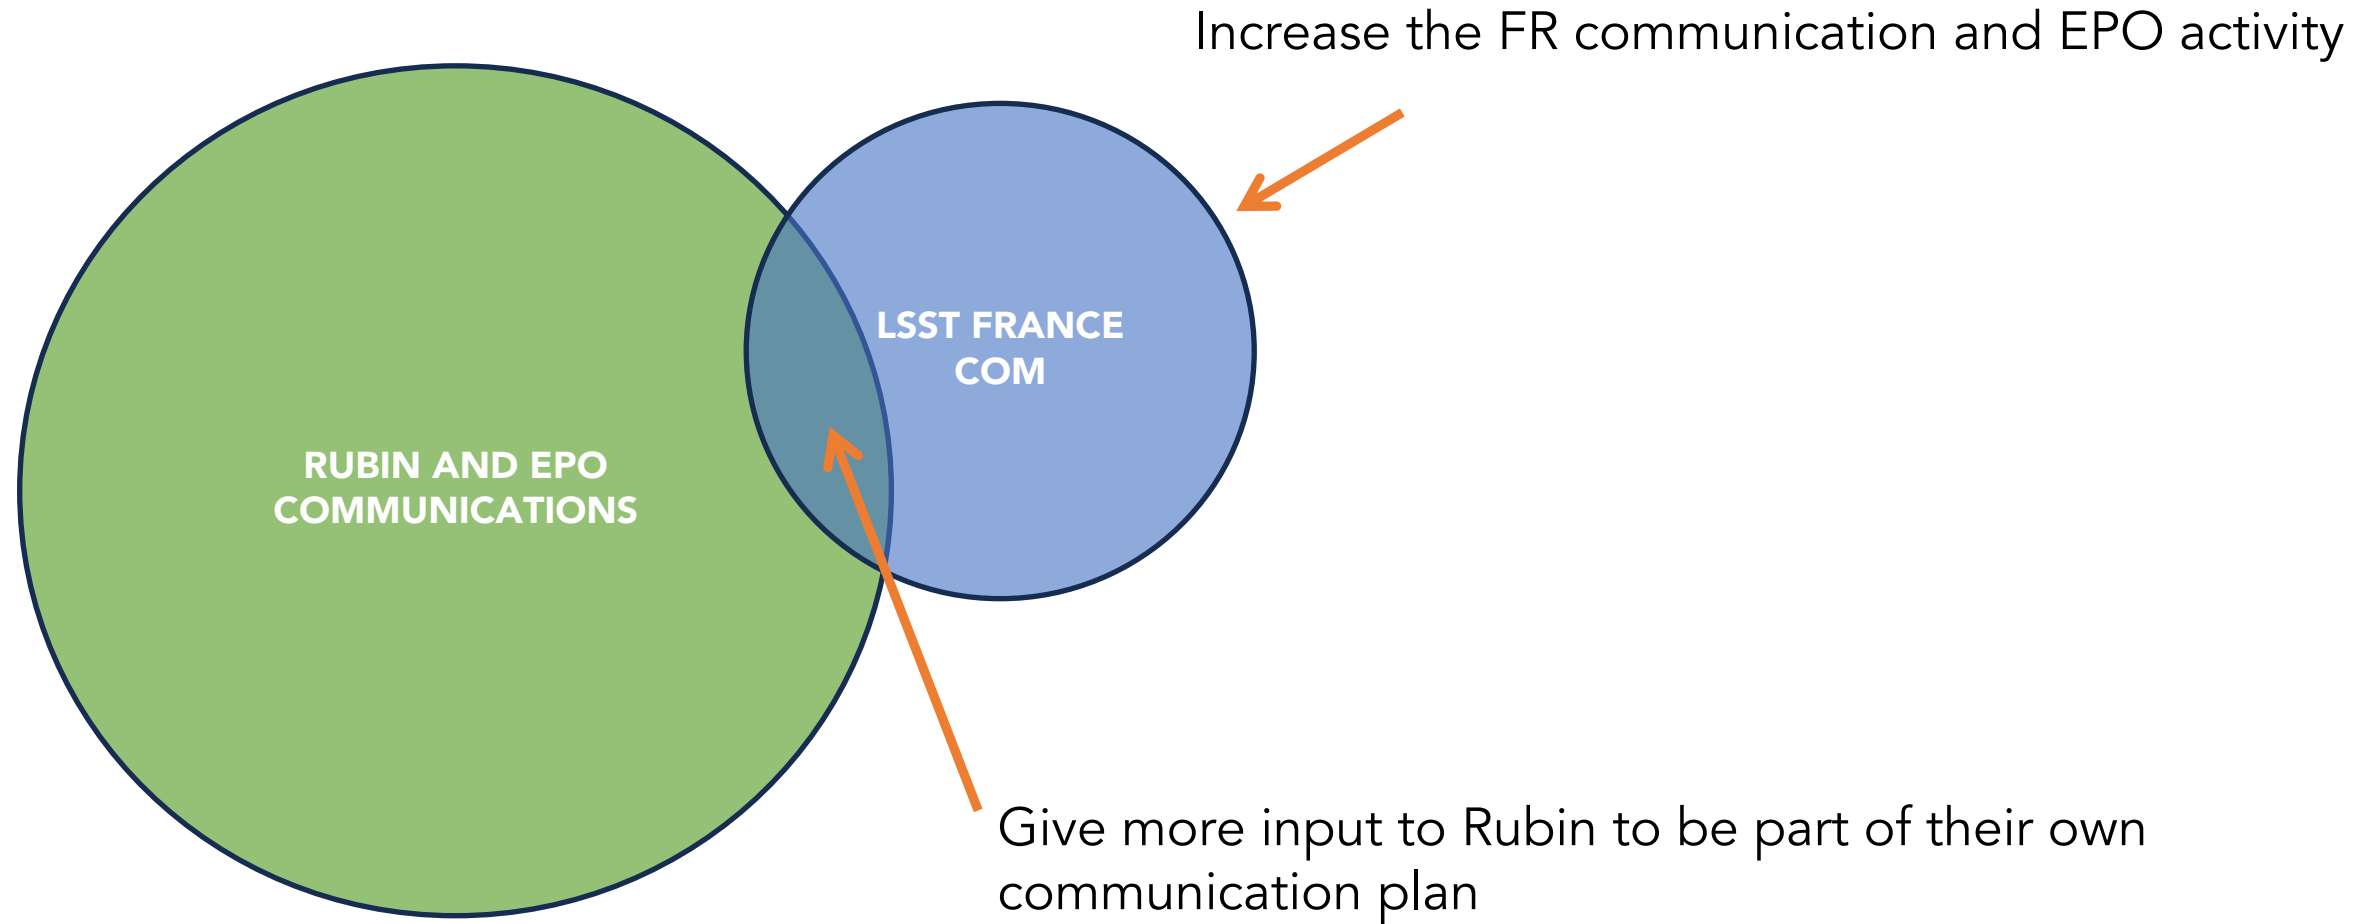 Increase the FR communication and EPO activity
LSST FRANCE
COM
RUBIN AND EPO
COMMUNICATIONS
Give more input to Rubin to be part of their own
communication plan